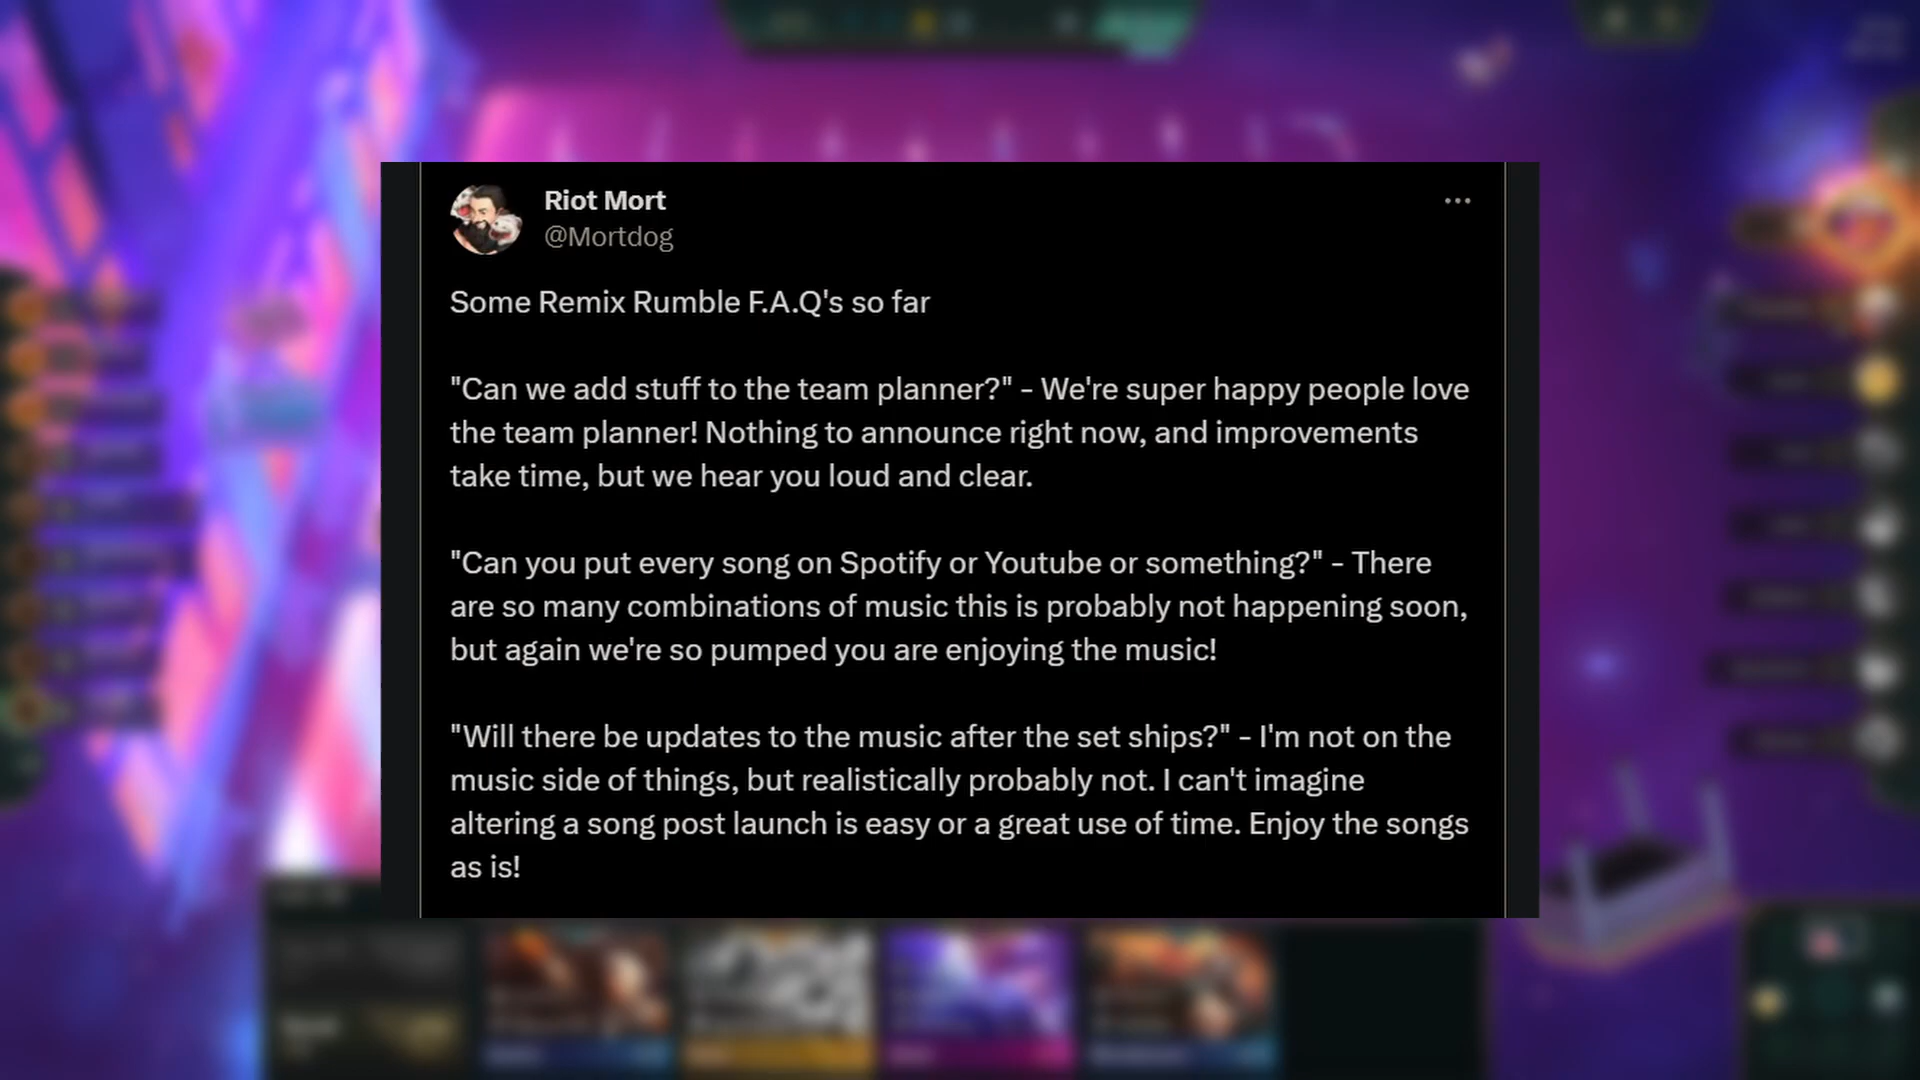 Riot Mort
@Mortdog
Some Remix Rumble F.A.Q's so far
"Can we add stuff to the team planner?" - We're super happy people love
the team planner! Nothing to announce right now, and improvements
take time, but we hear you loud and clear.
"Can you put every song on Spotify or Youtube or something?" - There
are so many combinations of music this is probably not happening soon,
but again we're so pumped you are enjoying the music!
"Will there be updates to the music after the set ships?" - I'm not on the
music side of things, but realistically probably not. I can't imagine
altering a song post launch is easy or a great use of time. Enjoy the songs
as is!